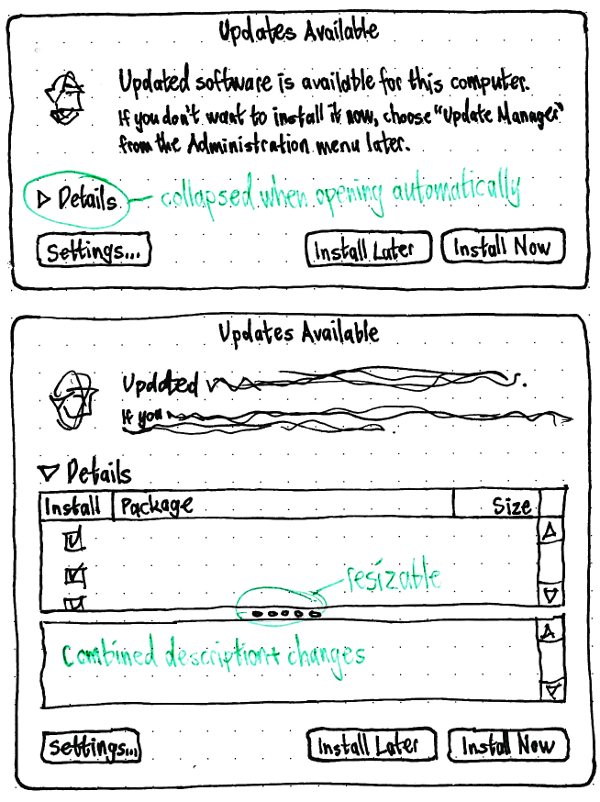 Updates Available
Updated software is available for this computer.
If you don't want to install it now, choose "Update Manager"
from the Administration menu later.
▷ Details — collapsed when opening automatically
Settings... Install Later Install Now
Updates Available
Updated
If you
▽ Details
Install Package Size
resizable
Combined description+ changes
Settings... Install Later Install Now